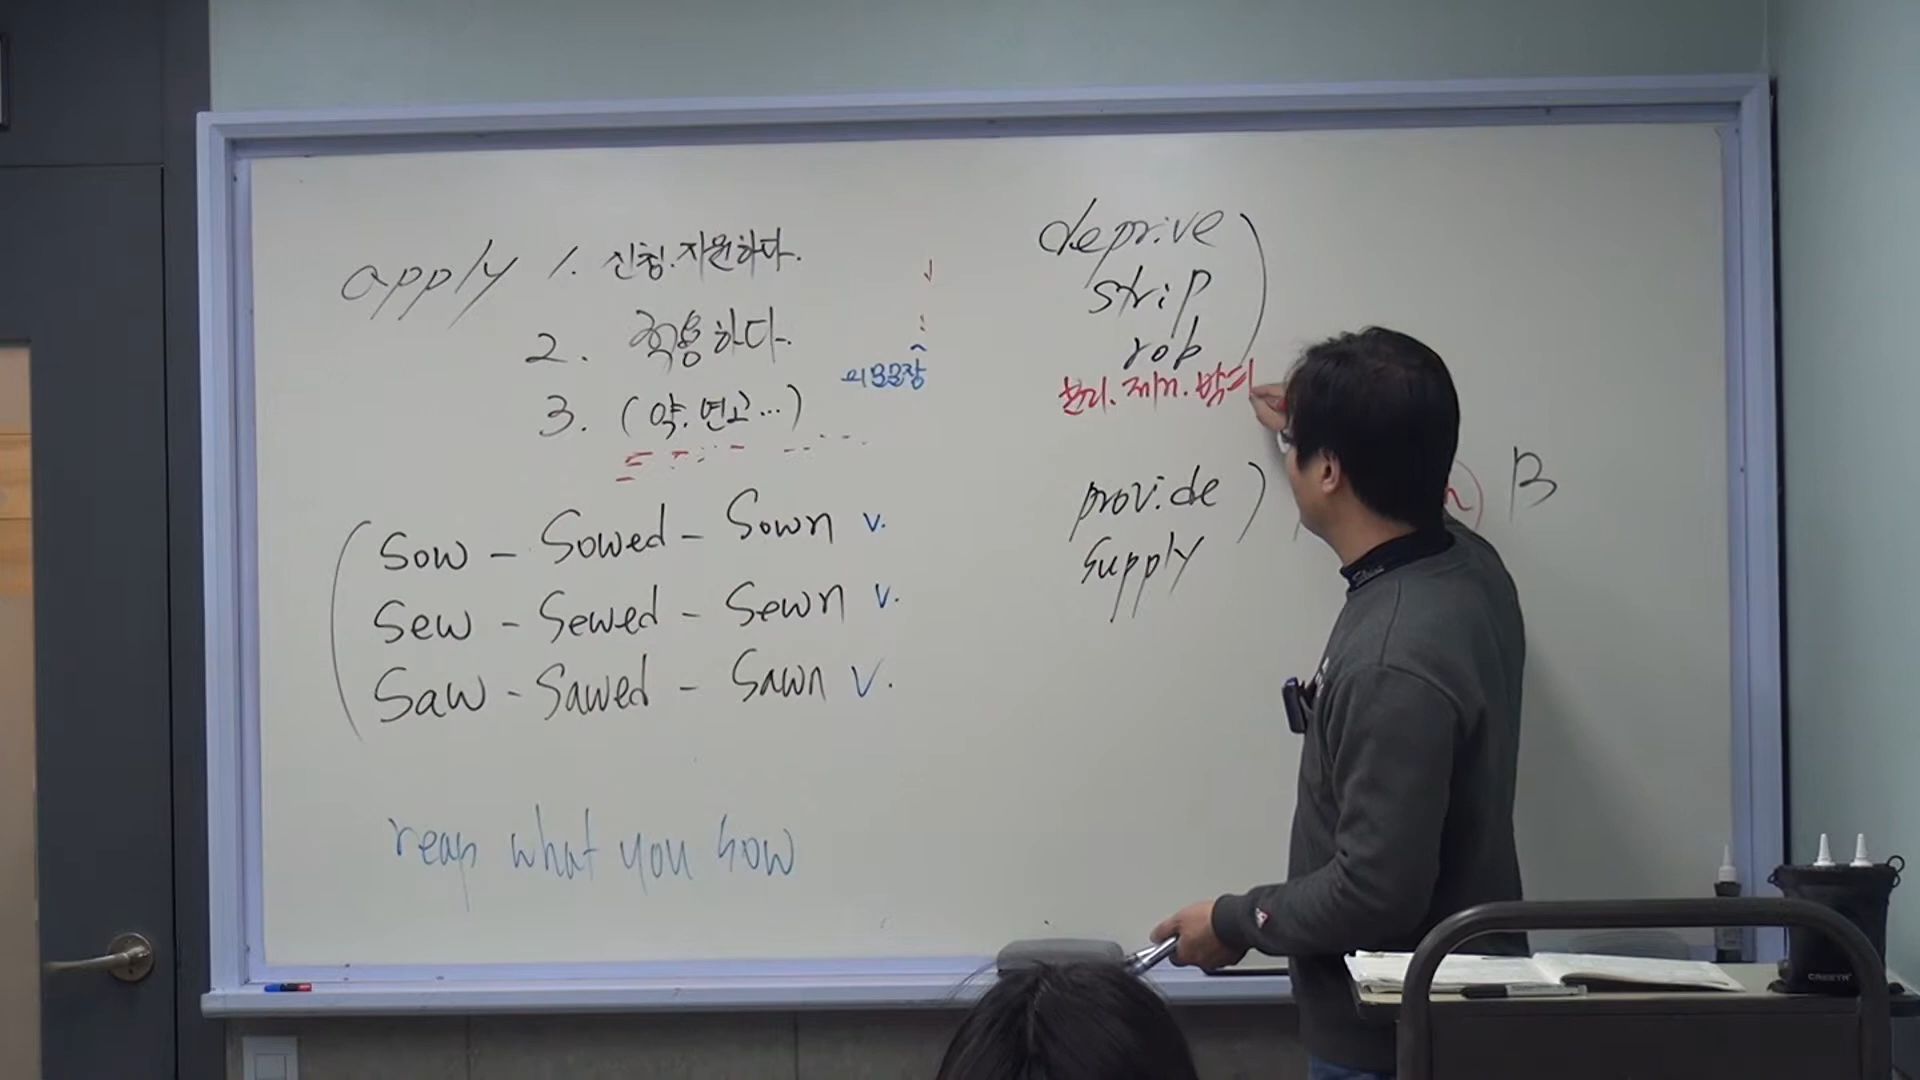 apply 1. 신청.지원하다.
2. 적용하다.
3. (약.연고...)
Sow - Sowed - Sown v.
Sew - Sewed - Sewn v.
Saw - Sawed - Sawn v.
reap what you sow
deprive
strip
rob
분리.제거.박탈
provide
supply
B